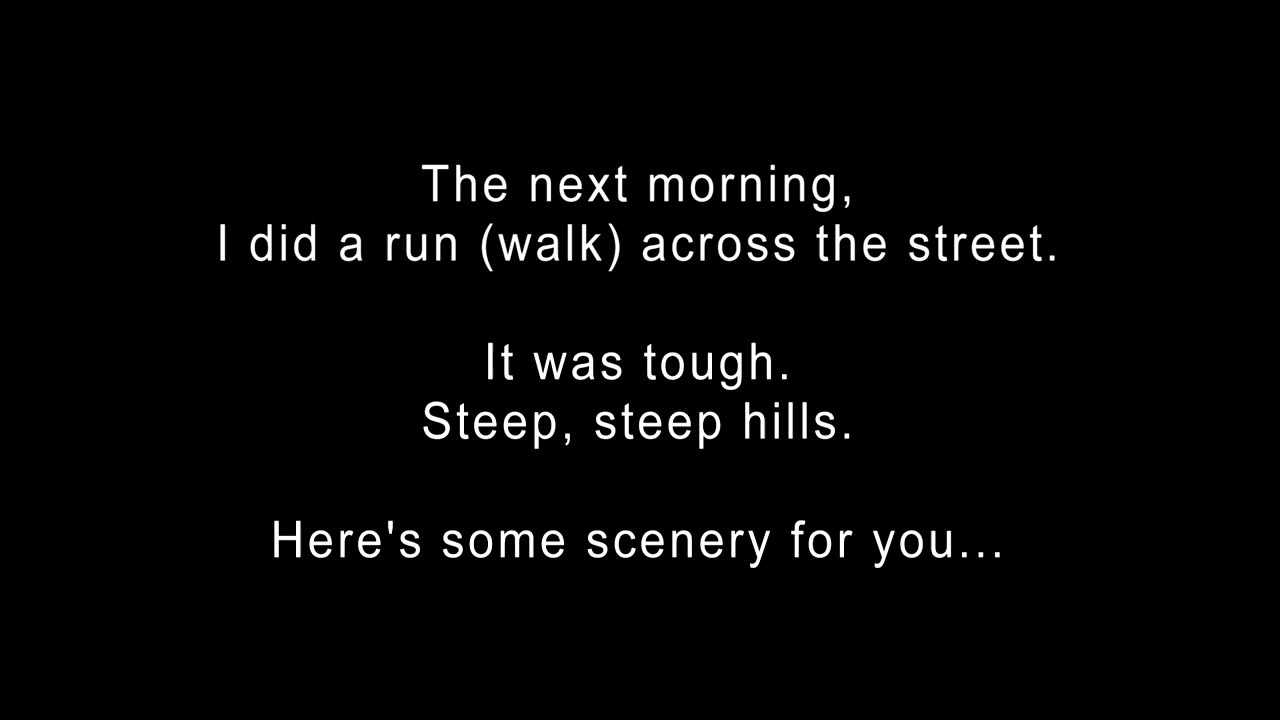 The next morning,
I did a run (walk) across the street.
It was tough.
Steep, steep hills.
Here's some scenery for you...